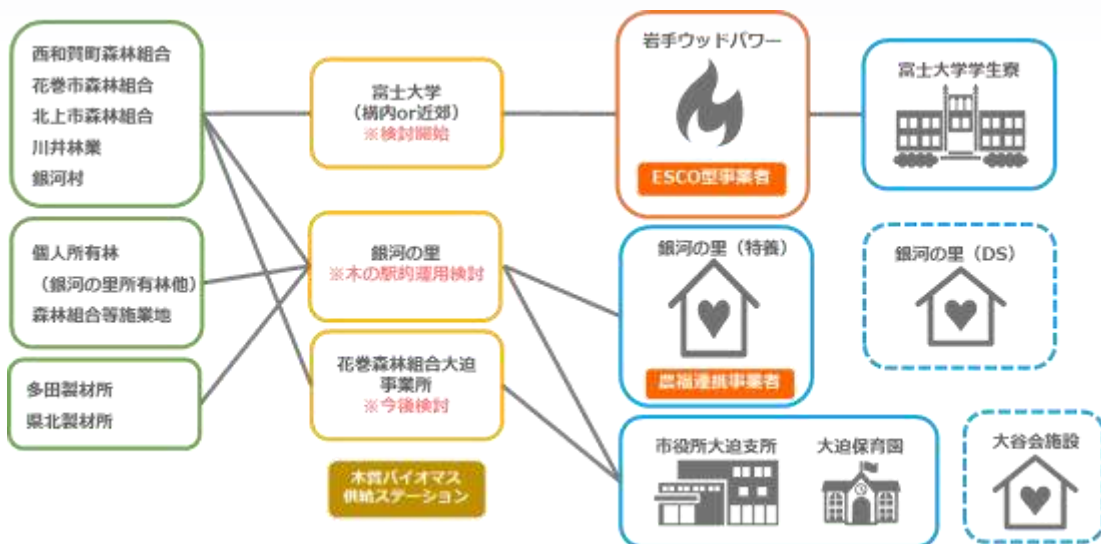 西和賀町森林組合
花巻市森林組合
北上市森林組合
川井林業
銀河村
個人所有林
（銀河の里所有林他）
森林組合等施業地
多田製材所
県北製材所
富士大学
（構内or近郊）
※検討開始
銀河の里
※木の駅的運用検討
花巻森林組合大迫
事業所
※今後検討
木質バイオマス
供給ステーション
岩手ウッドパワー
ESCO型事業者
銀河の里（特養）
農福連携事業者
市役所大迫支所
大迫保育園
富士大学学生寮
銀河の里（DS）
大谷会施設